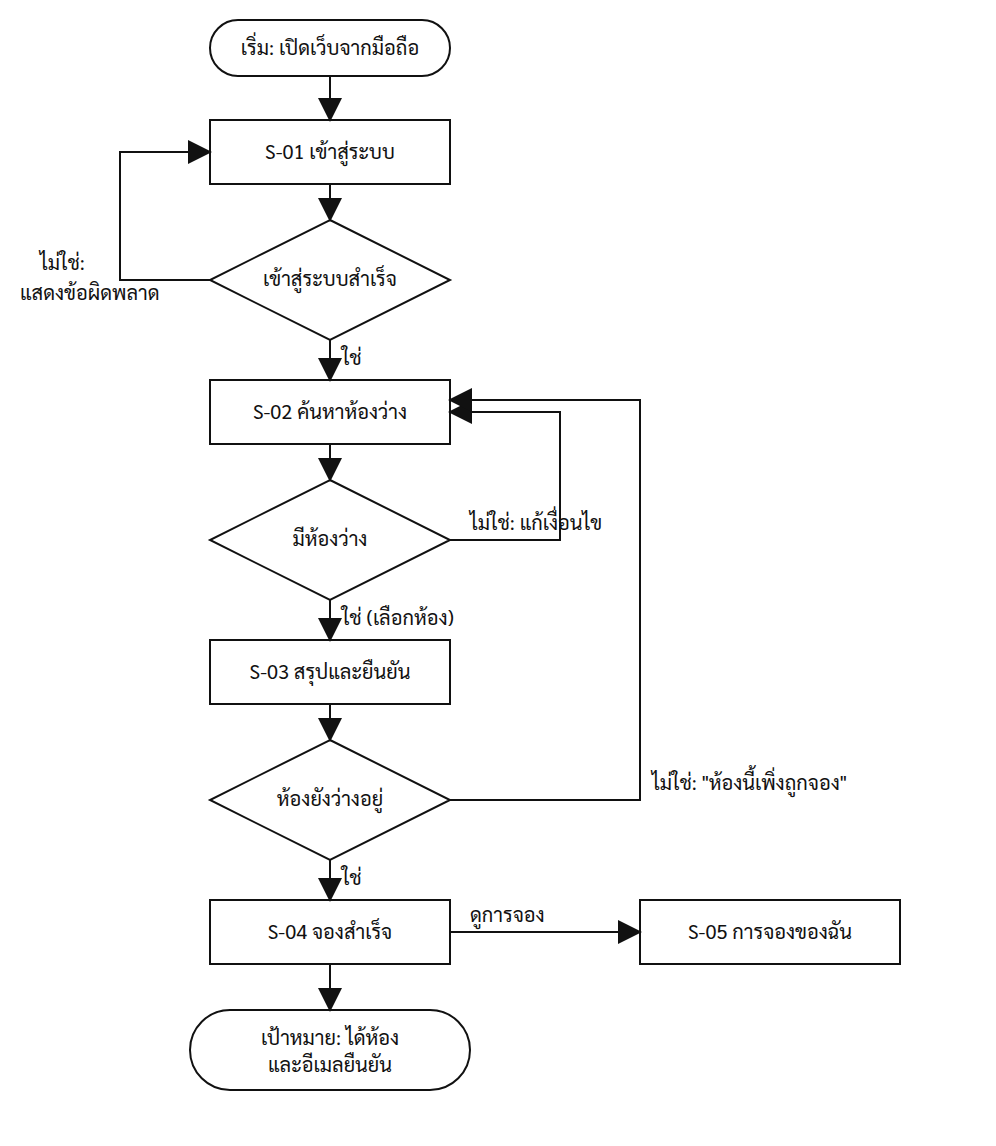 เริ่ม: เปิดเว็บจากมือถือ
S-01 เข้าสู่ระบบ
ไม่ใช่:
แสดงข้อผิดพลาด
เข้าสู่ระบบสำเร็จ
ใช่
S-02 ค้นหาห้องว่าง
มีห้องว่าง
ไม่ใช่: แก้เงื่อนไข
ใช่ (เลือกห้อง)
S-03 สรุปและยืนยัน
ห้องยังว่างอยู่
ไม่ใช่: "ห้องนี้เพิ่งถูกจอง"
ใช่
S-04 จองสำเร็จ
ดูการจอง
S-05 การจองของฉัน
เป้าหมาย: ได้ห้อง
และอีเมลยืนยัน